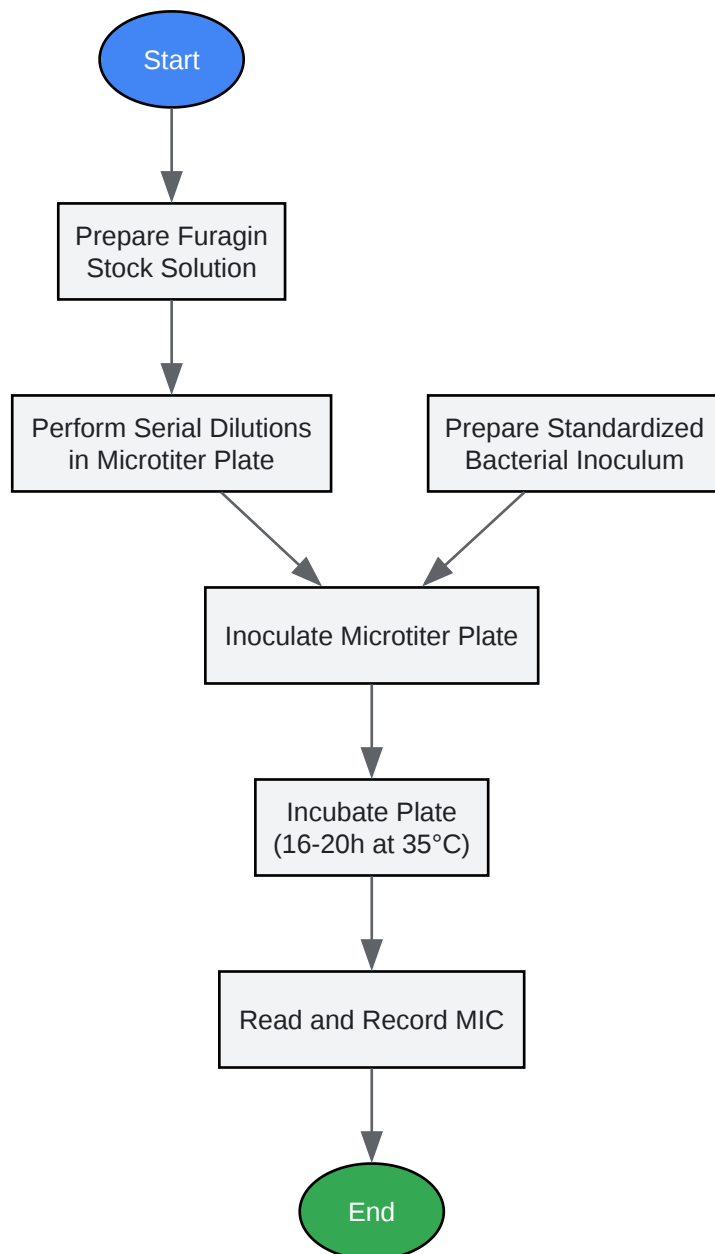 Start
Prepare Furagin
Stock Solution
Perform Serial Dilutions
in Microtiter Plate
Prepare Standardized
Bacterial Inoculum
Inoculate Microtiter Plate
Incubate Plate
(16-20h at 35°C)
Read and Record MIC
End